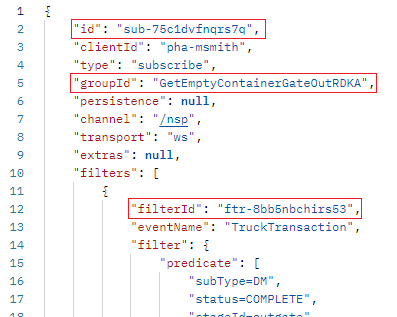 1 {
2 "id": "sub-75c1dvfnqrs7q",
3 "clientId": "pha-msmith",
4 "type": "subscribe",
5 "groupId": "GetEmptyContainerGateOutRDKA",
6 "persistence": null,
7 "channel": "/nsp",
8 "transport": "ws",
9 "extras": null,
10 "filters": [
11 {
12 "filterId": "ftr-8bb5nbchirs53",
13 "eventName": "TruckTransaction",
14 "filter": {
15 "predicate": [
16 "subType=DM",
17 "status=COMPLETE",
18 "stageId=outgate"